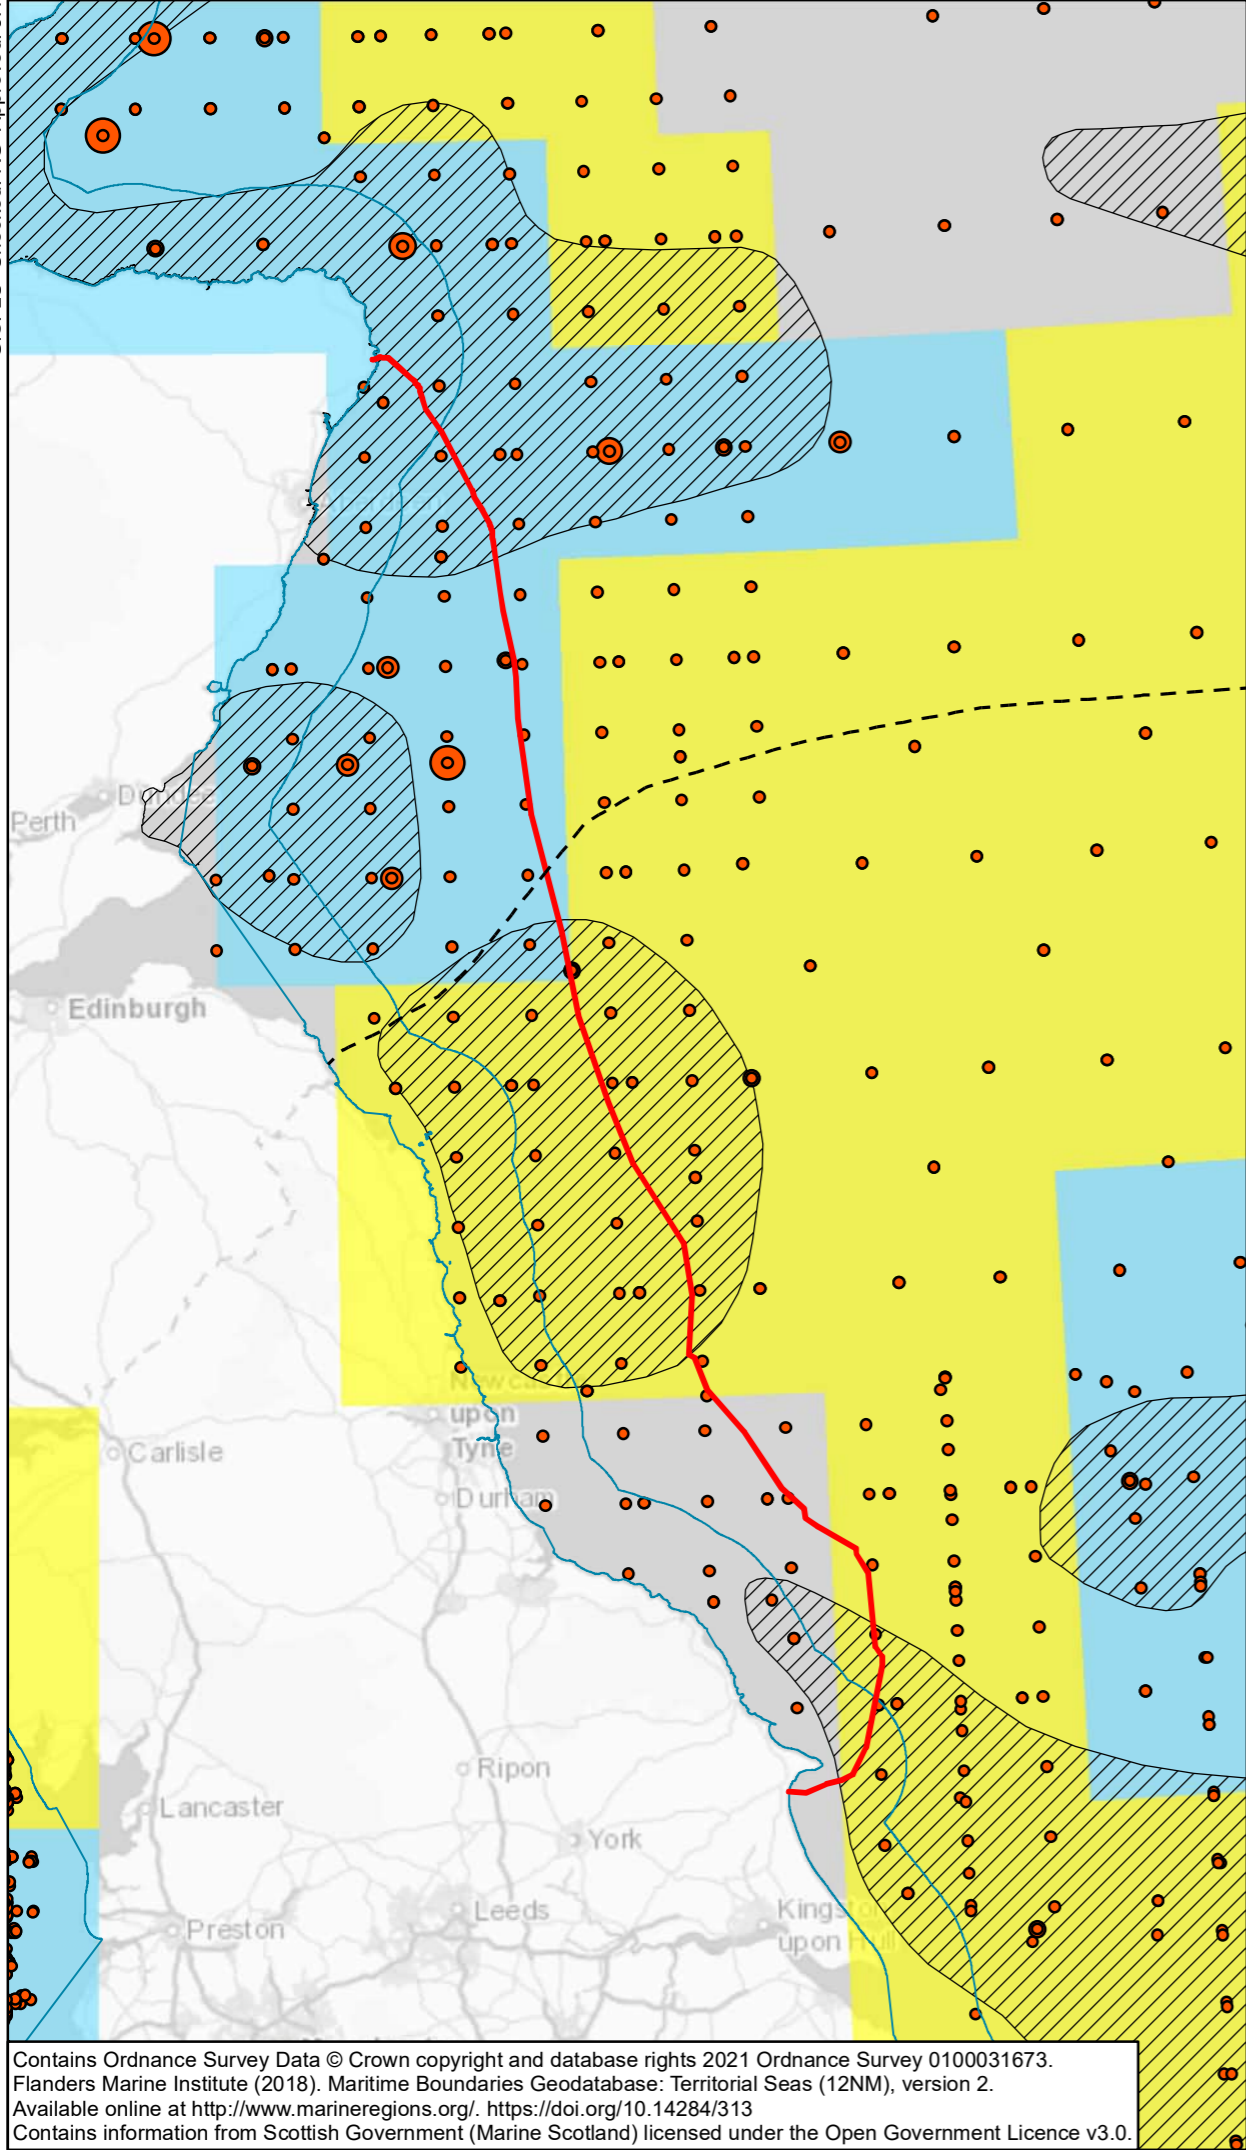 Aberdeen
Dundee
Perth
Edinburgh
Newcastle
upon
Tyne
Carlisle
Durham
Ripon
Lancaster
York
Leeds
Kingston
upon Hull
Preston
Contains Ordnance Survey Data © Crown copyright and database rights 2021 Ordnance Survey 0100031673.
Flanders Marine Institute (2018). Maritime Boundaries Geodatabase: Territorial Seas (12NM), version 2.
Available online at http://www.marineregions.org/. https://doi.org/10.14284/313
Contains information from Scottish Government (Marine Scotland) licensed under the Open Government Licence v3.0.